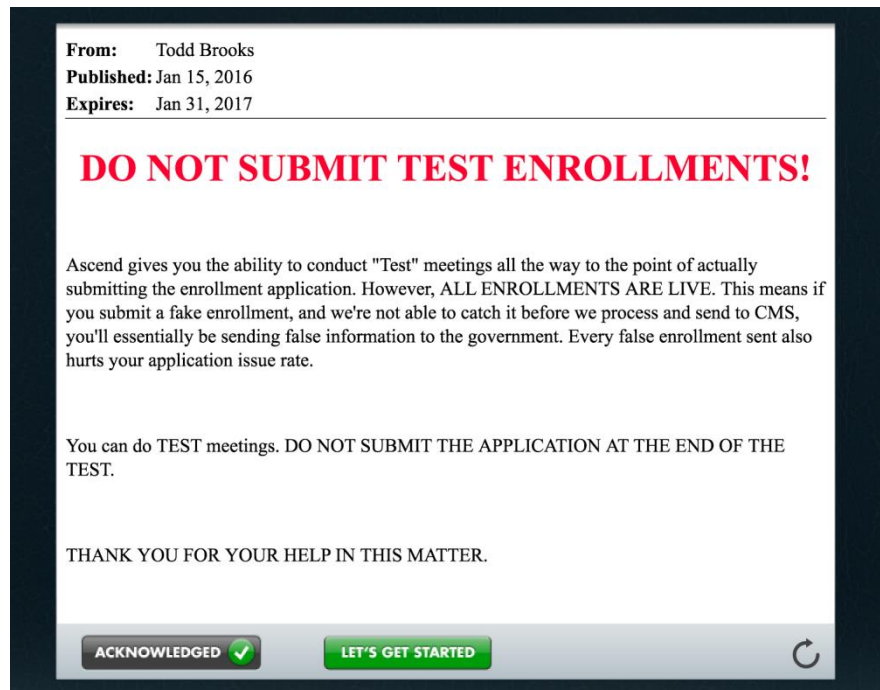 From: Todd Brooks
Published: Jan 15, 2016
Expires: Jan 31, 2017
DO NOT SUBMIT TEST ENROLLMENTS!
Ascend gives you the ability to conduct "Test" meetings all the way to the point of actually
submitting the enrollment application. However, ALL ENROLLMENTS ARE LIVE. This means if
you submit a fake enrollment, and we're not able to catch it before we process and send to CMS,
you'll essentially be sending false information to the government. Every false enrollment sent also
hurts your application issue rate.
You can do TEST meetings. DO NOT SUBMIT THE APPLICATION AT THE END OF THE
TEST.
THANK YOU FOR YOUR HELP IN THIS MATTER.
ACKNOWLEDGED LET'S GET STARTED